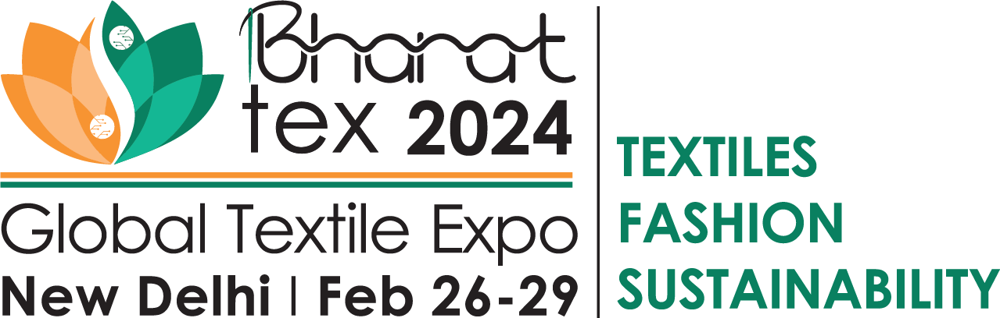 Bharat
tex 2024
Global Textile Expo
New Delhi | Feb 26-29
TEXTILES
FASHION
SUSTAINABILITY